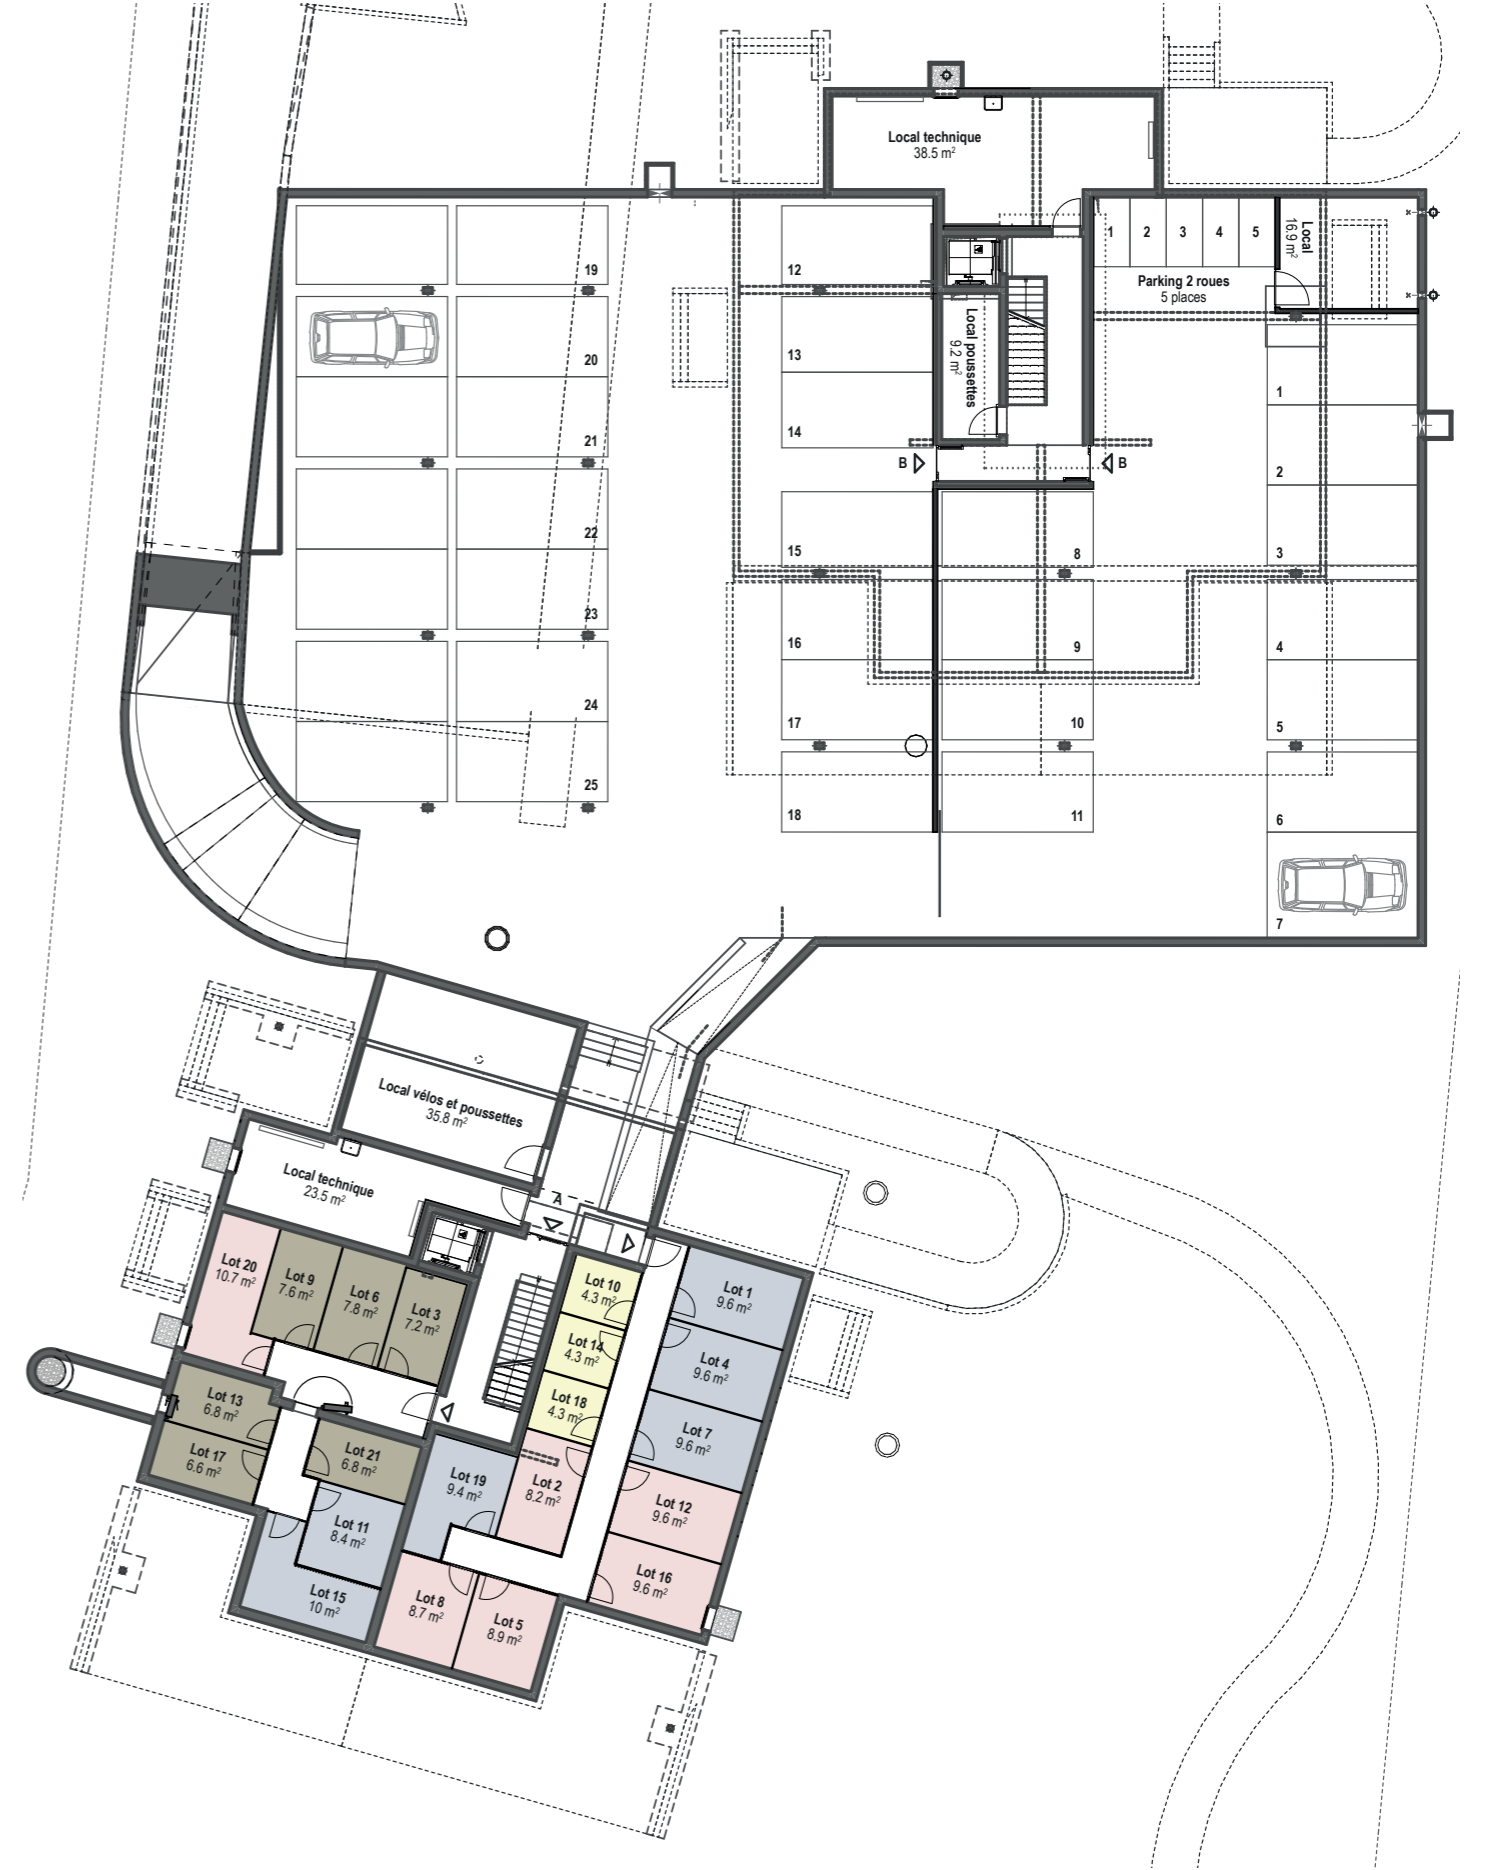 Local technique
38.5 m²
1
2
3
4
5
Local
16.9 m²
Parking 2 roues
5 places
19
12
20
13
Local poussettes
9.2 m²
1
21
14
B
B
2
22
15
8
3
23
16
9
4
24
17
10
5
25
18
11
6
7
Local vélos et poussettes
35.8 m²
Local technique
23.5 m²
A
Lot 20
10.7 m²
Lot 9
7.6 m²
Lot 6
7.8 m²
Lot 3
7.2 m²
Lot 10
4.3 m²
Lot 1
9.6 m²
Lot 14
4.3 m²
Lot 4
9.6 m²
Lot 13
6.8 m²
Lot 18
4.3 m²
Lot 7
9.6 m²
Lot 17
6.6 m²
Lot 21
6.8 m²
Lot 19
9.4 m²
Lot 2
8.2 m²
Lot 12
9.6 m²
Lot 11
8.4 m²
Lot 16
9.6 m²
Lot 15
10 m²
Lot 8
8.7 m²
Lot 5
8.9 m²